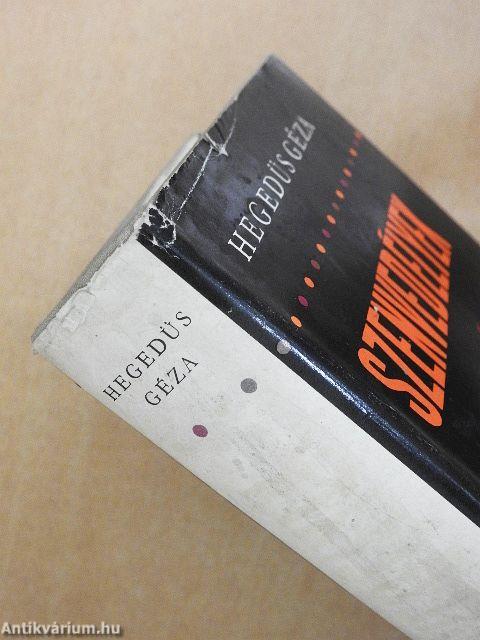 HEGEDÜS
GÉZA
HEGEDÜS GÉZA
SZENVEDÉLYEK
Antikvárium.hu